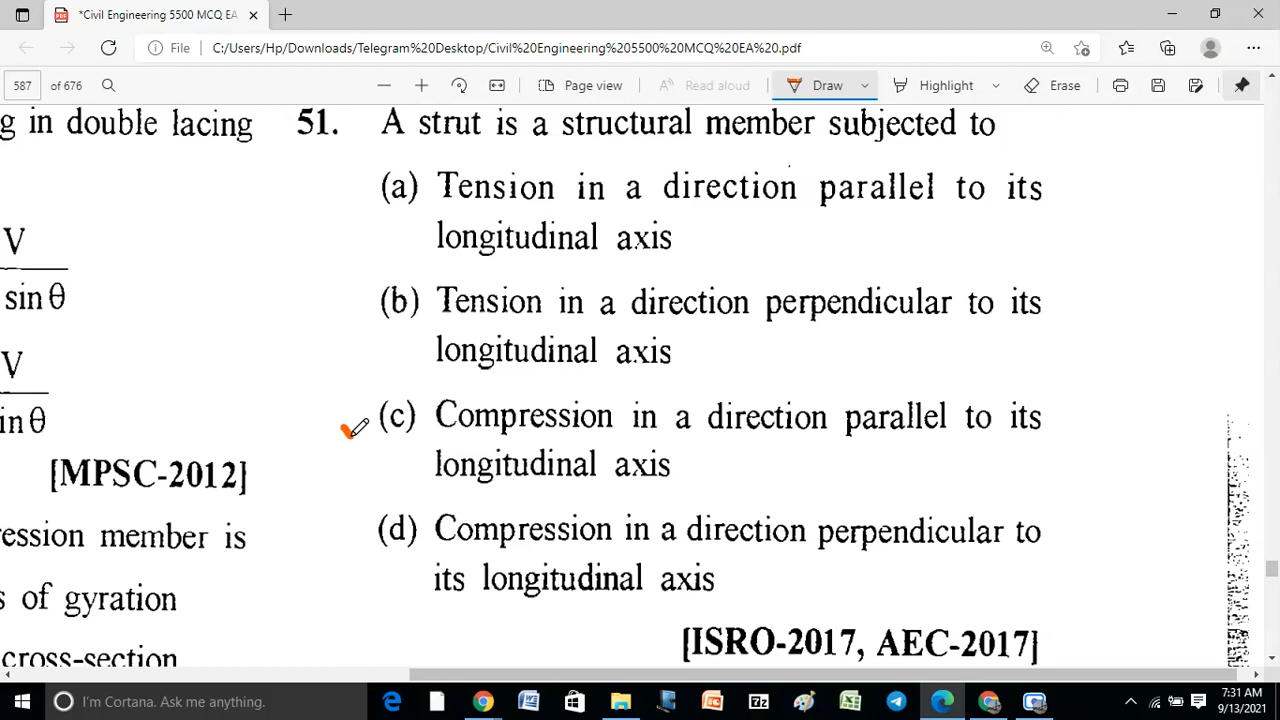 *Civil Engineering 5500 MCQ EA
File
C:/Users/Hp/Downloads/Telegram%20Desktop/Civil%20Engineering%205500%20MCQ%20EA%20.pdf
587 of 676
Page view
Read aloud
Draw
Highlight
Erase
g in double lacing
V
sin θ
V
in θ
[MPSC-2012]
ression member is
s of gyration
cross-section
51. A strut is a structural member subjected to
(a) Tension in a direction parallel to its
longitudinal axis
(b) Tension in a direction perpendicular to its
longitudinal axis
(c) Compression in a direction parallel to its
longitudinal axis
(d) Compression in a direction perpendicular to
its longitudinal axis
[ISRO-2017, AEC-2017]
I'm Cortana. Ask me anything.
7:31 AM
9/13/2021